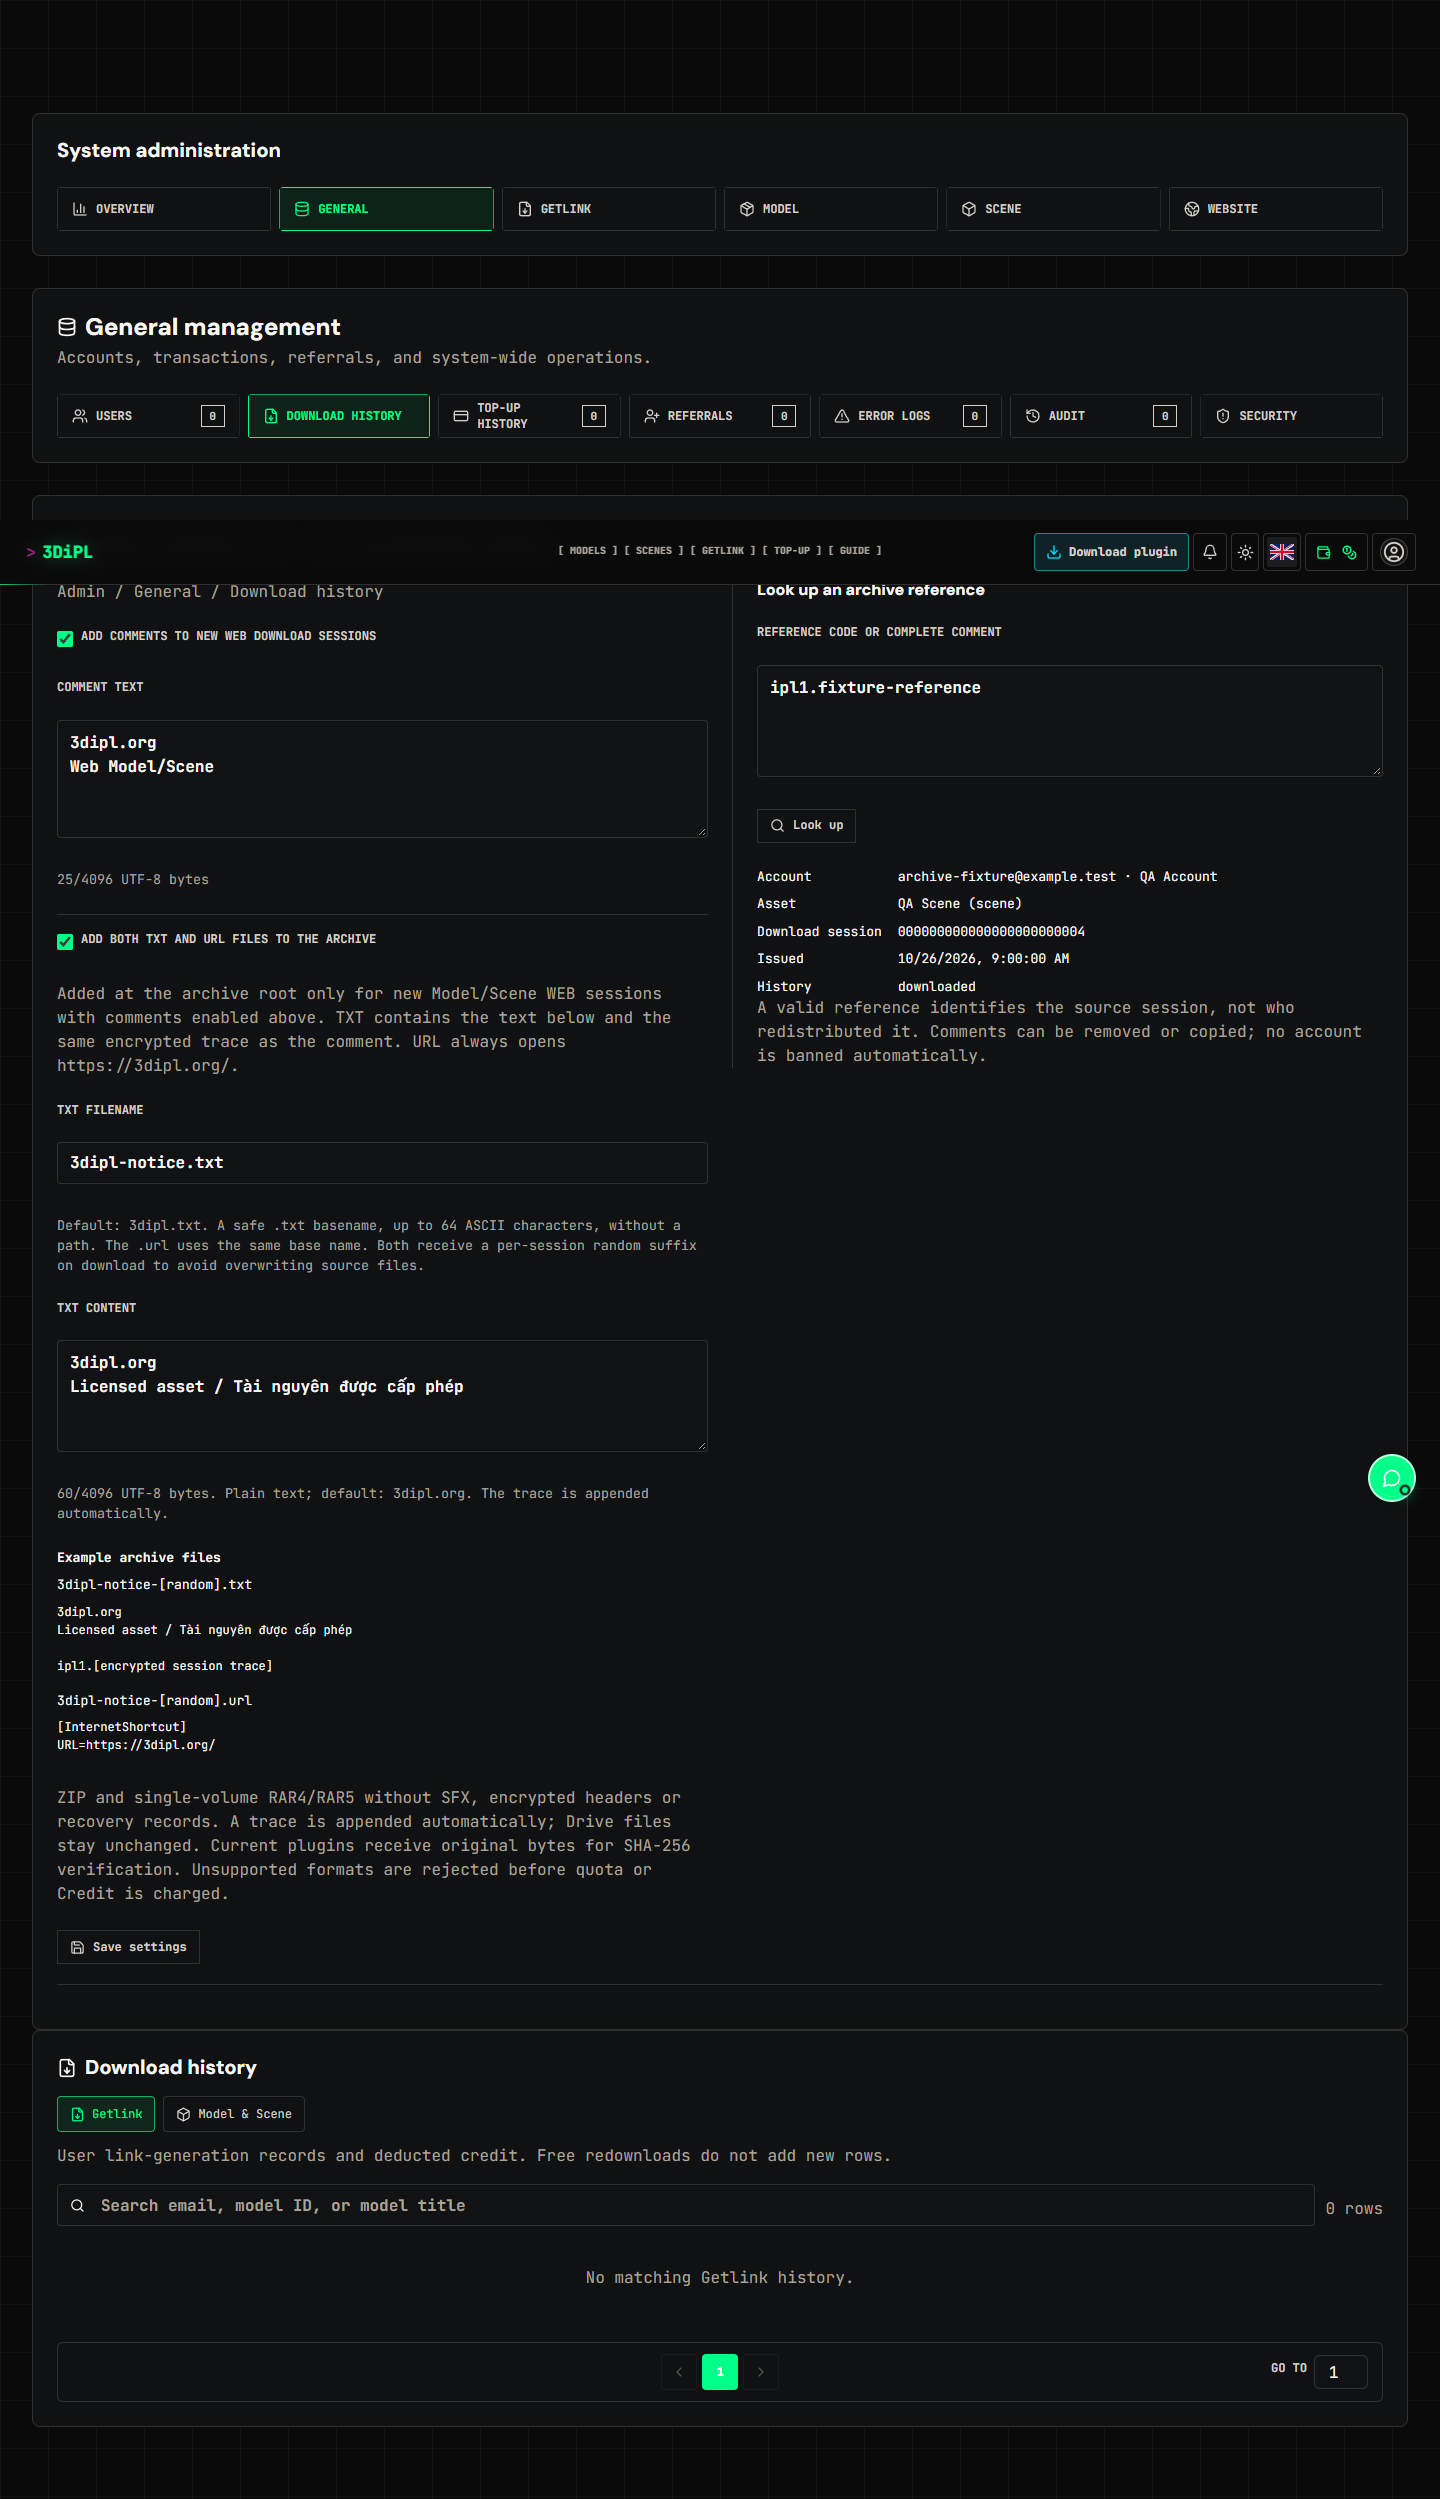 System administration
OVERVIEW
GENERAL
GETLINK
MODEL
SCENE
WEBSITE
General management
Accounts, transactions, referrals, and system-wide operations.
USERS 0
DOWNLOAD HISTORY
TOP-UP
HISTORY
0
REFERRALS 0
ERROR LOGS 0
AUDIT 0
SECURITY
> 3DiPL
[ MODELS ] [ SCENES ] [ GETLINK ] [ TOP-UP ] [ GUIDE ]
Download plugin
Admin / General / Download history
ADD COMMENTS TO NEW WEB DOWNLOAD SESSIONS
COMMENT TEXT
3dipl.org
Web Model/Scene
25/4096 UTF-8 bytes
ADD BOTH TXT AND URL FILES TO THE ARCHIVE
Added at the archive root only for new Model/Scene WEB sessions
with comments enabled above. TXT contains the text below and the
same encrypted trace as the comment. URL always opens
https://3dipl.org/.
TXT FILENAME
3dipl-notice.txt
Default: 3dipl.txt. A safe .txt basename, up to 64 ASCII characters, without a
path. The .url uses the same base name. Both receive a per-session random suffix
on download to avoid overwriting source files.
TXT CONTENT
3dipl.org
Licensed asset / Tài nguyên được cấp phép
60/4096 UTF-8 bytes. Plain text; default: 3dipl.org. The trace is appended
automatically.
Example archive files
3dipl-notice-[random].txt
3dipl.org
Licensed asset / Tài nguyên được cấp phép
ipl1.[encrypted session trace]
3dipl-notice-[random].url
[InternetShortcut]
URL=https://3dipl.org/
ZIP and single-volume RAR4/RAR5 without SFX, encrypted headers or
recovery records. A trace is appended automatically; Drive files
stay unchanged. Current plugins receive original bytes for SHA-256
verification. Unsupported formats are rejected before quota or
Credit is charged.
Save settings
Look up an archive reference
REFERENCE CODE OR COMPLETE COMMENT
ipl1.fixture-reference
Look up
Account archive-fixture@example.test · QA Account
Asset QA Scene (scene)
Download session 000000000000000000000004
Issued 10/26/2026, 9:00:00 AM
History downloaded
A valid reference identifies the source session, not who
redistributed it. Comments can be removed or copied; no account
is banned automatically.
Download history
Getlink
Model & Scene
User link-generation records and deducted credit. Free redownloads do not add new rows.
Search email, model ID, or model title
0 rows
No matching Getlink history.
1
GO TO 1